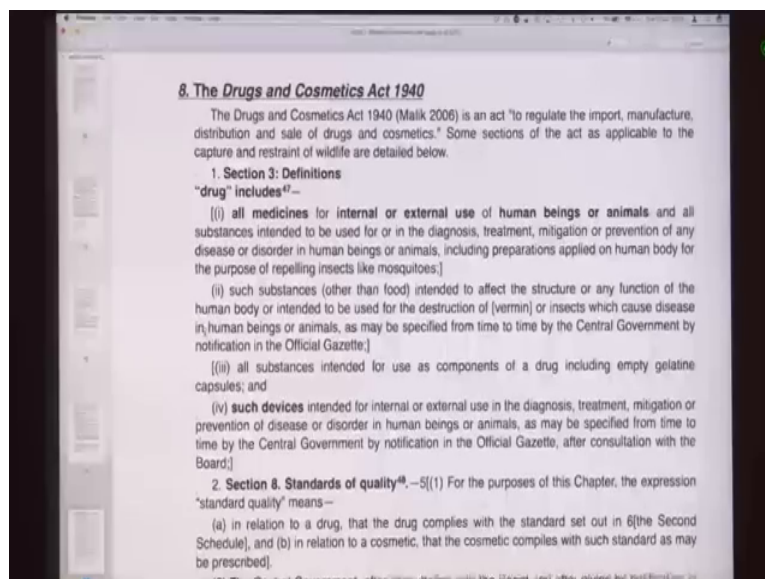 8. The Drugs and Cosmetics Act 1940
The Drugs and Cosmetics Act 1940 (Malik 2006) is an act "to regulate the import, manufacture,
distribution and sale of drugs and cosmetics." Some sections of the act as applicable to the
capture and restraint of wildlife are detailed below.
1. Section 3: Definitions
"drug" includes47–
[(i) all medicines for internal or external use of human beings or animals and all
substances intended to be used for or in the diagnosis, treatment, mitigation or prevention of any
disease or disorder in human beings or animals, including preparations applied on human body for
the purpose of repelling insects like mosquitoes;]
(ii) such substances (other than food) intended to affect the structure or any function of the
human body or intended to be used for the destruction of [vermin] or insects which cause disease
in human beings or animals, as may be specified from time to time by the Central Government by
notification in the Official Gazette;]
[(iii) all substances intended for use as components of a drug including empty gelatine
capsules; and
(iv) such devices intended for internal or external use in the diagnosis, treatment, mitigation or
prevention of disease or disorder in human beings or animals, as may be specified from time to
time by the Central Government by notification in the Official Gazette, after consultation with the
Board;]
2. Section 8. Standards of quality48.–5[(1) For the purposes of this Chapter, the expression
"standard quality" means–
(a) in relation to a drug, that the drug complies with the standard set out in 6[the Second
Schedule], and (b) in relation to a cosmetic, that the cosmetic compiles with such standard as may
be prescribed].